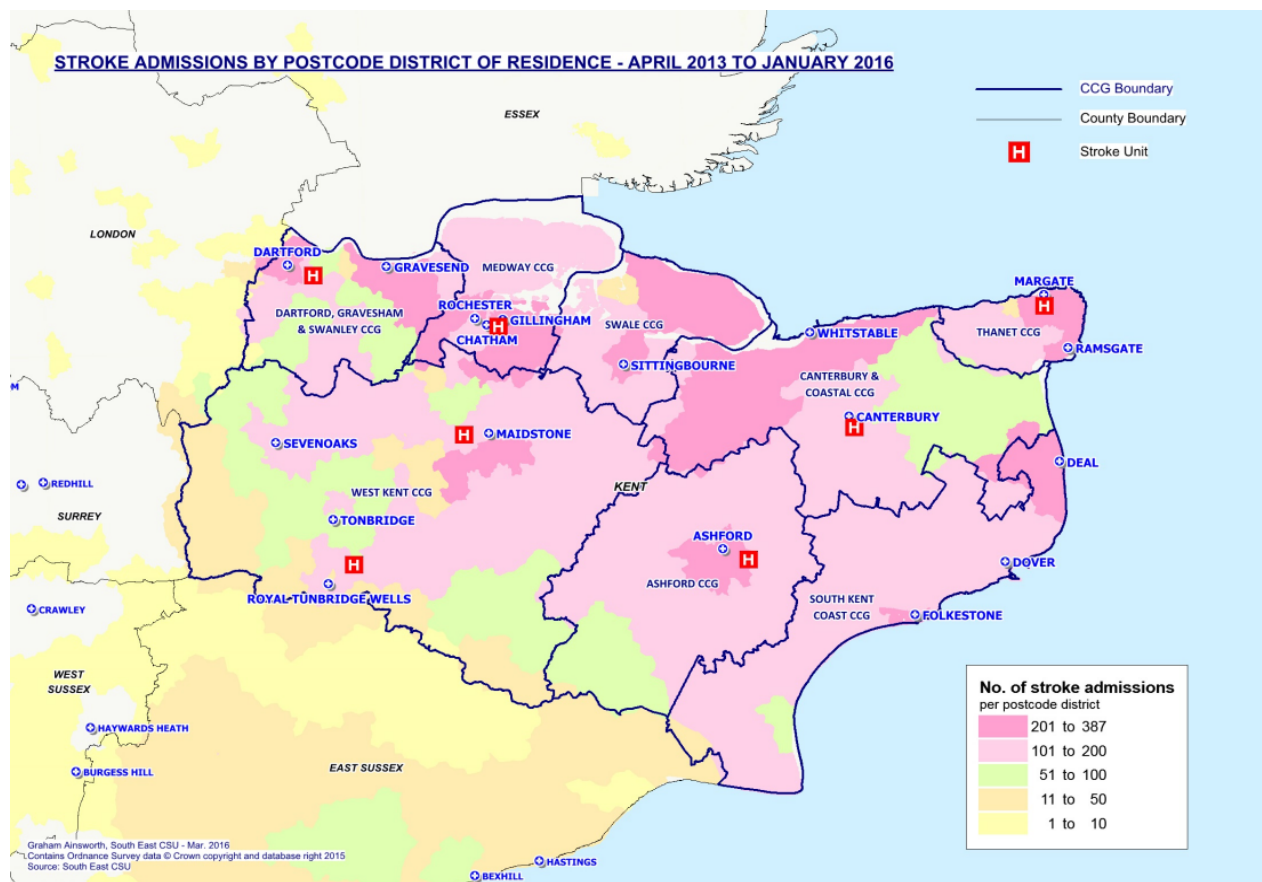 STROKE ADMISSIONS BY POSTCODE DISTRICT OF RESIDENCE - APRIL 2013 TO JANUARY 2016
CCG Boundary
County Boundary
H Stroke Unit
ESSEX
LONDON
DARTFORD
H
GRAVESEND
MEDWAY CCG
DARTFORD, GRAVESHAM
& SWANLEY CCG
ROCHESTER
GILLINGHAM
H
CHATHAM
SWALE CCG
SITTINGBOURNE
MARGATE
H
THANET CCG
RAMSGATE
WHITSTABLE
CANTERBURY &
COASTAL CCG
CANTERBURY
H
OM
SEVENOAKS
H
MAIDSTONE
DEAL
REDHILL
SURREY
WEST KENT CCG
KENT
TONBRIDGE
ASHFORD
H
ASHFORD CCG
DOVER
H
ROYAL TUNBRIDGE WELLS
SOUTH KENT
COAST CCG
FOLKESTONE
CRAWLEY
WEST
SUSSEX
HAYWARDS HEATH
BURGESS HILL
EAST SUSSEX
HASTINGS
BEXHILL
No. of stroke admissions
per postcode district
201 to 387
101 to 200
51 to 100
11 to 50
1 to 10
Graham Ainsworth, South East CSU - Mar. 2016
Contains Ordnance Survey data © Crown copyright and database right 2015
Source: South East CSU